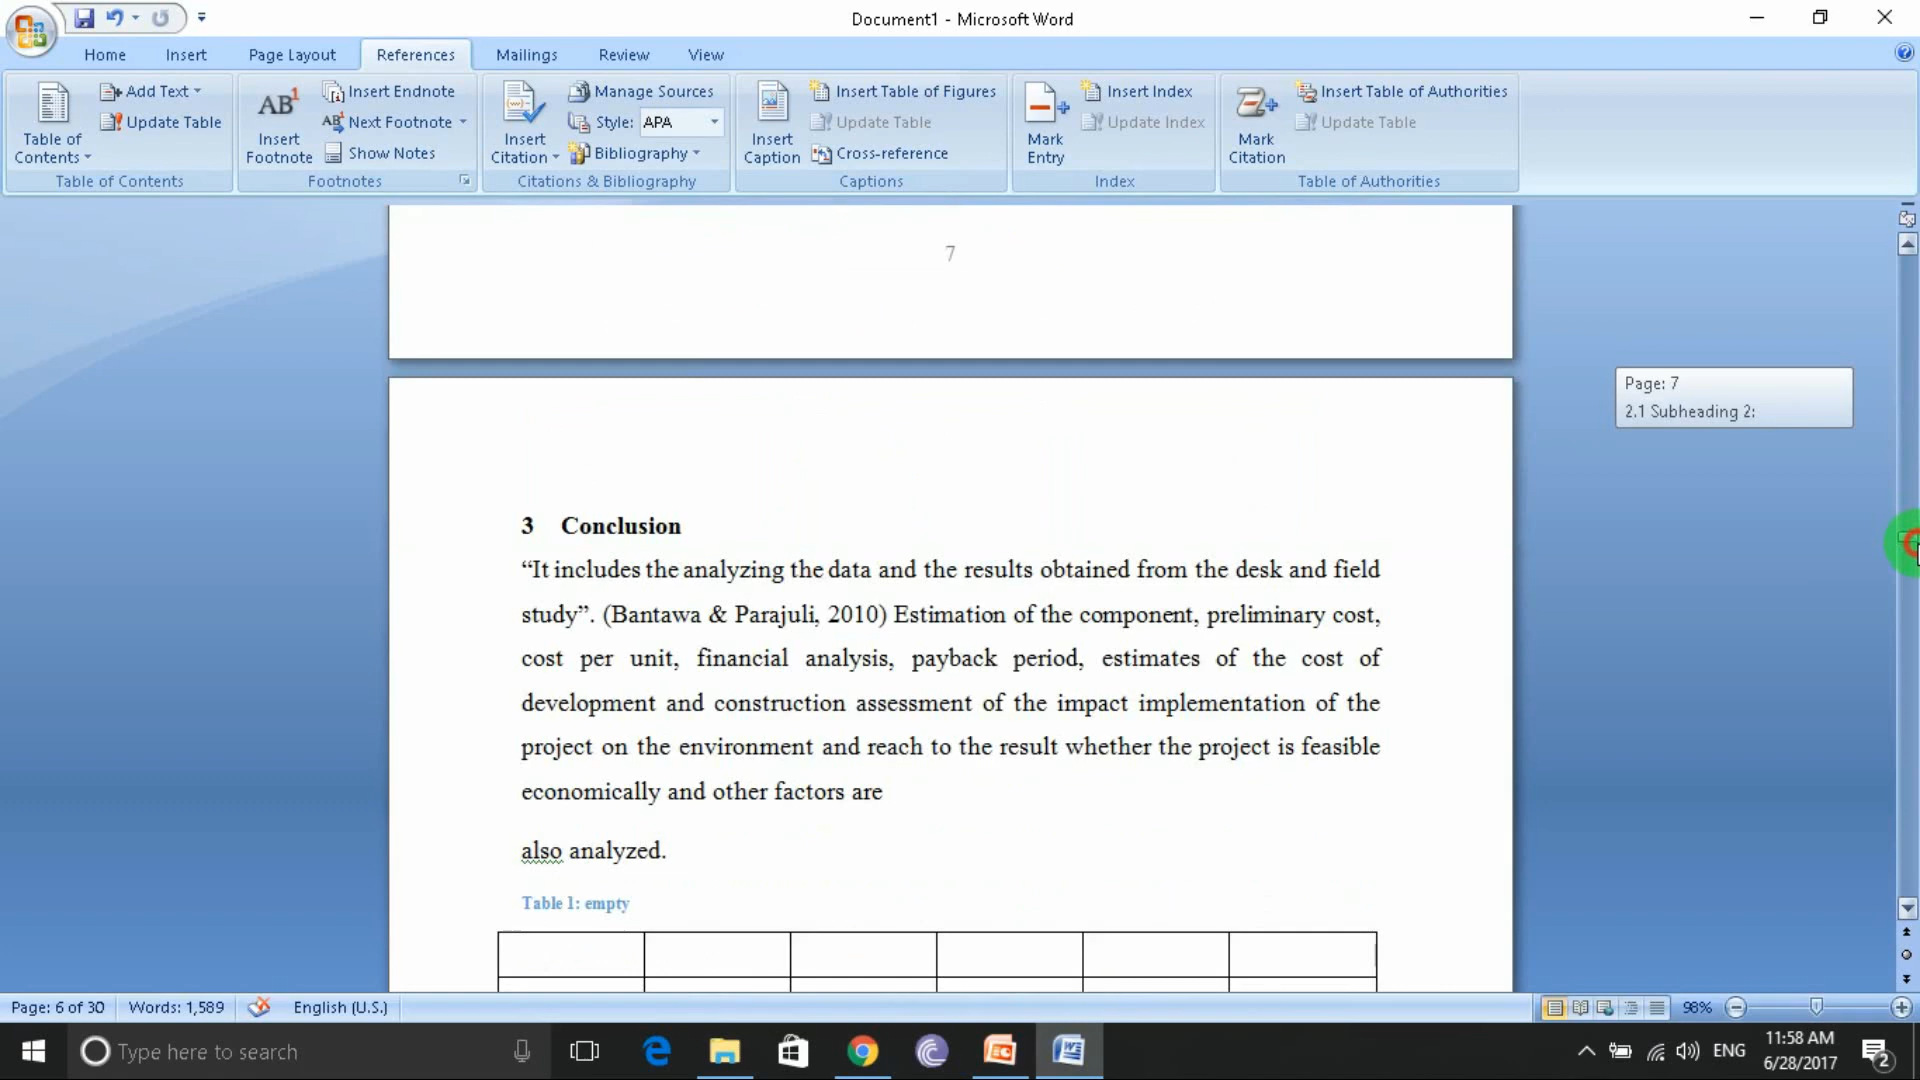 Document1 - Microsoft Word
Home Insert Page Layout References Mailings Review View
Table of Contents
Add Text
Update Table
Table of Contents
AB1
Insert Footnote
Insert Endnote
Next Footnote
Show Notes
Footnotes
Insert Citation
Manage Sources
Style: APA
Bibliography
Citations & Bibliography
Insert Caption
Insert Table of Figures
Update Table
Cross-reference
Captions
Mark Entry
Insert Index
Update Index
Index
Mark Citation
Insert Table of Authorities
Update Table
Table of Authorities
7
Page: 7
2.1 Subheading 2:
3 Conclusion
“It includes the analyzing the data and the results obtained from the desk and field
study”. (Bantawa & Parajuli, 2010) Estimation of the component, preliminary cost,
cost per unit, financial analysis, payback period, estimates of the cost of
development and construction assessment of the impact implementation of the
project on the environment and reach to the result whether the project is feasible
economically and other factors are
also analyzed.
Table 1: empty
Page: 6 of 30 Words: 1,589 English (U.S.) 98%
Type here to search
ENG
11:58 AM
6/28/2017
2